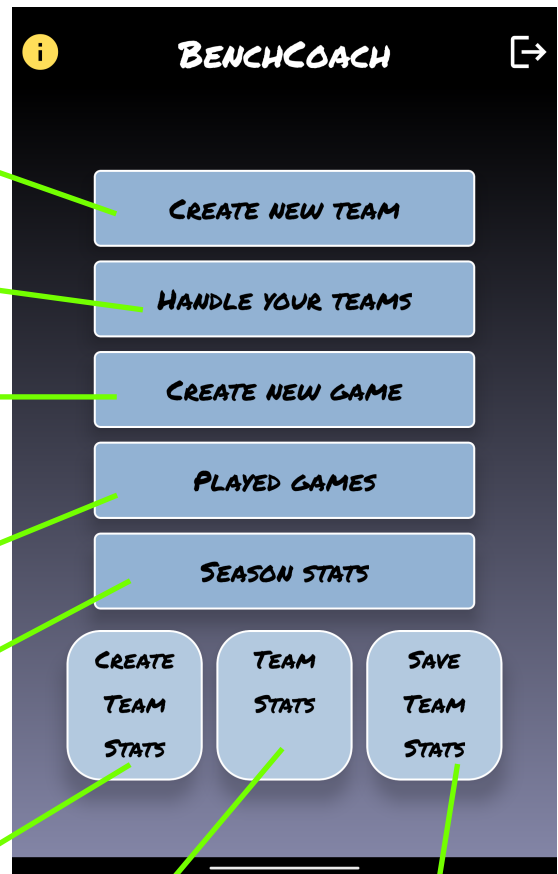 i
BenchCoach
Create new team
Handle your teams
Create new game
Played games
Season stats
Create
Team
Stats
Team
Stats
Save
Team
Stats